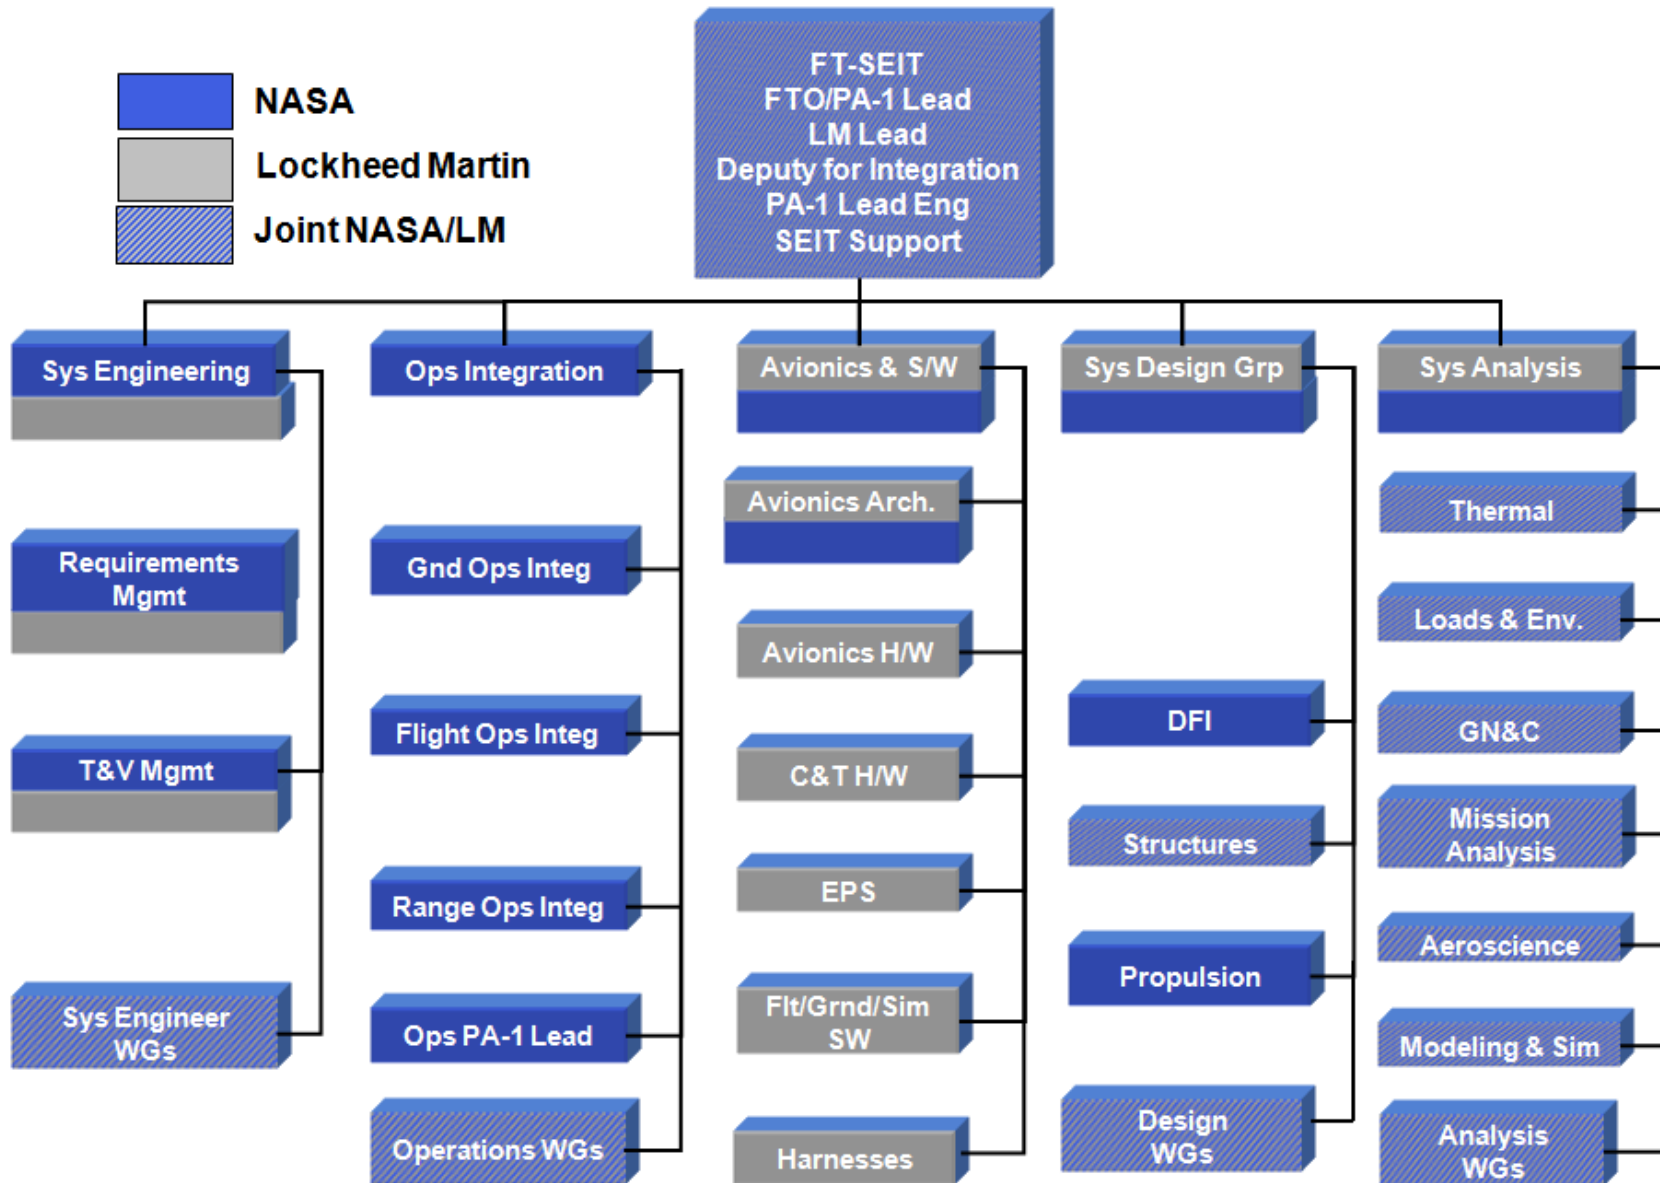 NASA
Lockheed Martin
Joint NASA/LM
FT-SEIT
FTO/PA-1 Lead
LM Lead
Deputy for Integration
PA-1 Lead Eng
SEIT Support
Sys Engineering
Requirements
Mgmt
T&V Mgmt
Sys Engineer
WGs
Ops Integration
Gnd Ops Integ
Flight Ops Integ
Range Ops Integ
Ops PA-1 Lead
Operations WGs
Avionics & S/W
Avionics Arch.
Avionics H/W
C&T H/W
EPS
Flt/Grnd/Sim
SW
Harnesses
Sys Design Grp
DFI
Structures
Propulsion
Design
WGs
Sys Analysis
Thermal
Loads & Env.
GN&C
Mission
Analysis
Aeroscience
Modeling & Sim
Analysis
WGs